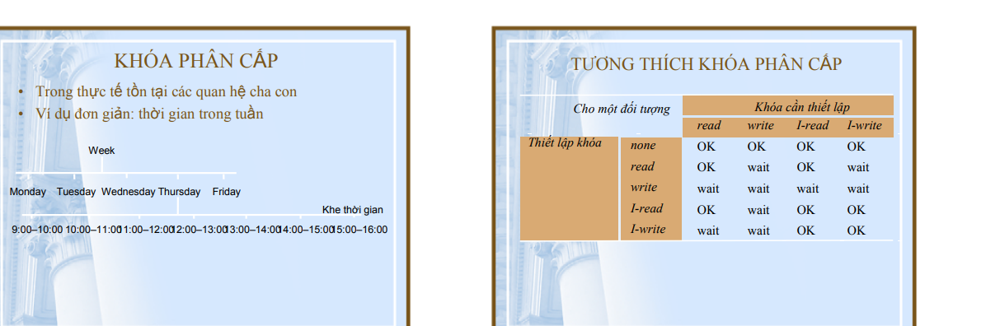 KHÓA PHÂN CẤP
• Trong thực tế tồn tại các quan hệ cha con
• Ví dụ đơn giản: thời gian trong tuần
Week
Monday Tuesday Wednesday Thursday Friday
Khe thời gian
9:00–10:00 10:00–11:00 11:00–12:00 12:00–13:00 13:00–14:00 14:00–15:00 15:00–16:00
TƯƠNG THÍCH KHÓA PHÂN CẤP
Cho một đối tượng Khóa cần thiết lập
read write I-read I-write
Thiết lập khóa none OK OK OK OK
read OK wait OK wait
write wait wait wait wait
I-read OK wait OK OK
I-write wait wait OK OK